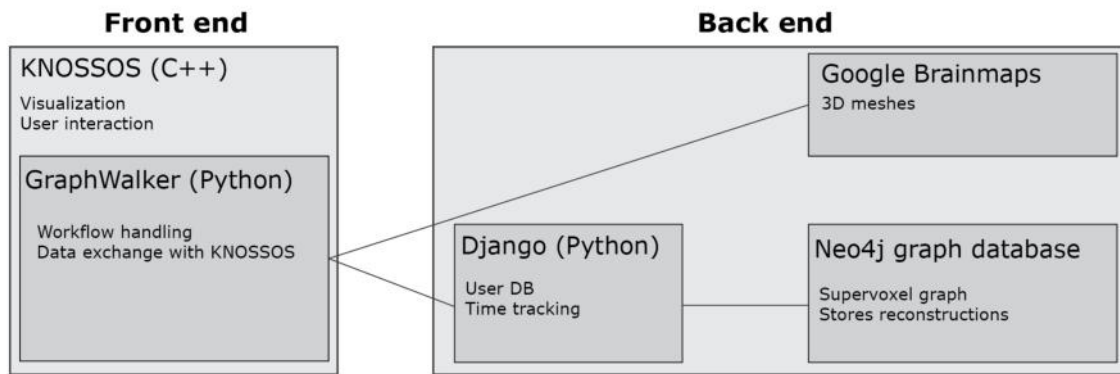 Front end
Back end
KNOSSOS (C++)
Visualization
User interaction
GraphWalker (Python)
Workflow handling
Data exchange with KNOSSOS
Google Brainmaps
3D meshes
Django (Python)
User DB
Time tracking
Neo4j graph database
Supervoxel graph
Stores reconstructions